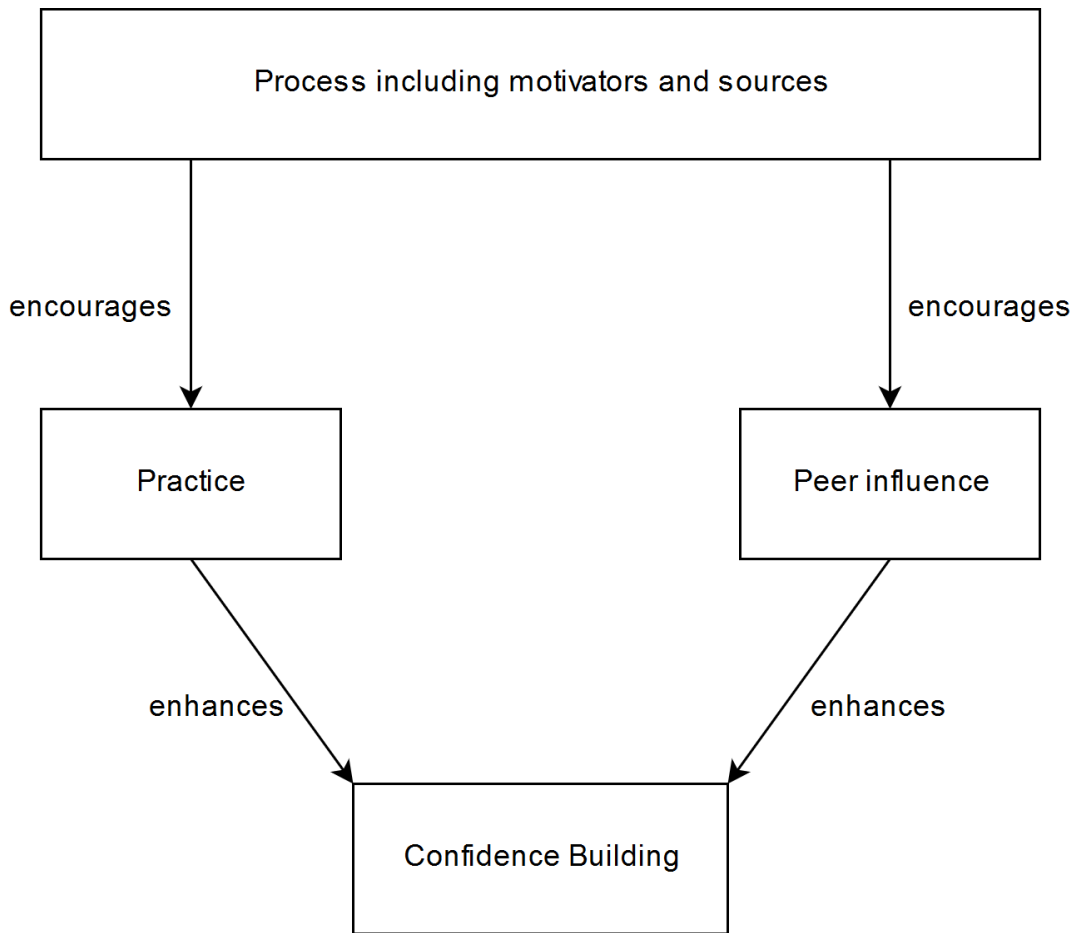 Process including motivators and sources
encourages
encourages
Practice
Peer influence
enhances
enhances
Confidence Building